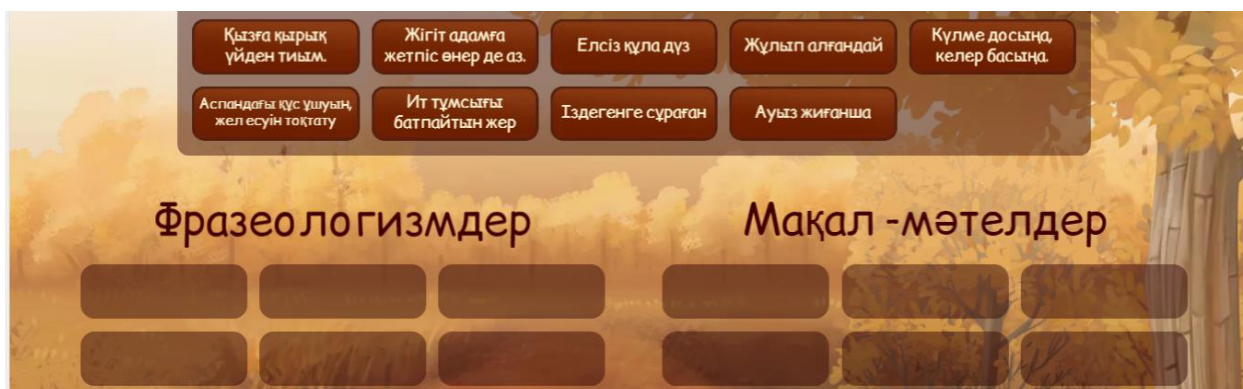 Қызға қырық
үйден тиым.
Жігіт адамға
жетпіс өнер де аз.
Елсіз құла дүз
Жұлып алғандай
Күлме досыңа,
келер басыңа.
Аспандағы құс ұшуын,
жел есуін тоқтату
Ит тұмсығы
батпайтын жер
Іздегенге сұраған
Ауыз жиғанша
Фразеологизмдер
Мақал -мәтелдер